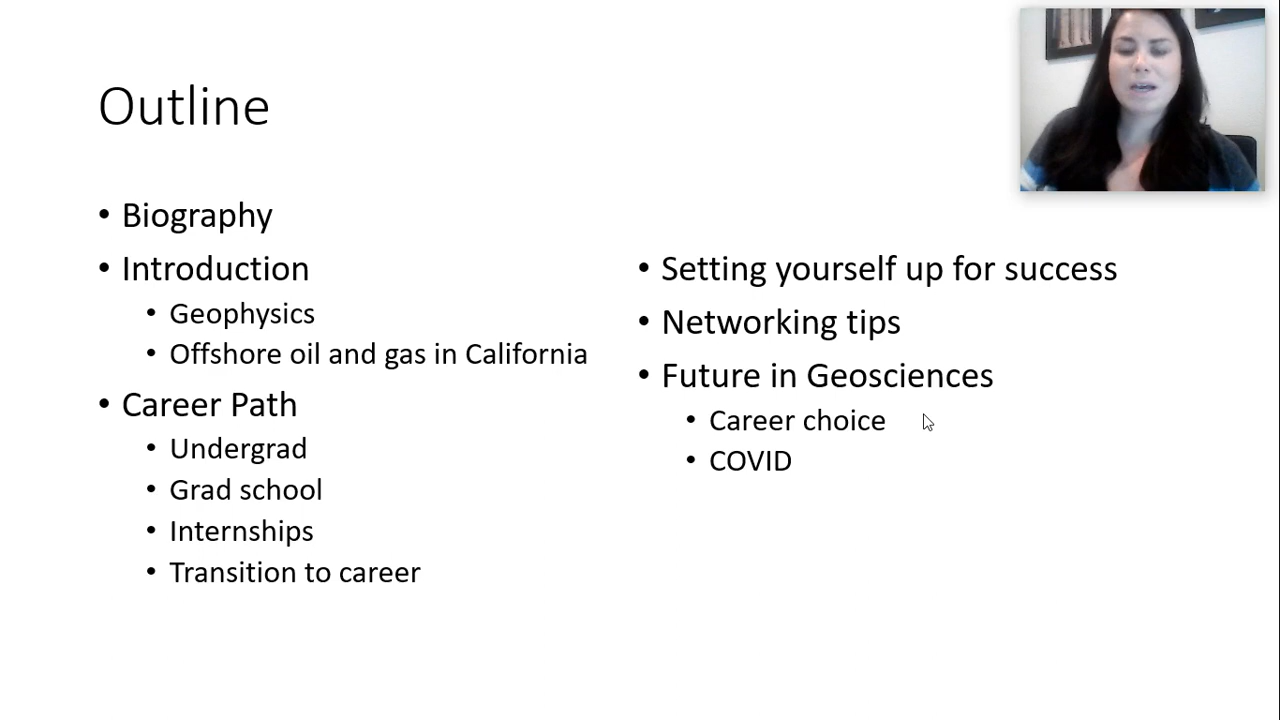 Outline
• Biography
• Introduction
• Geophysics
• Offshore oil and gas in California
• Career Path
• Undergrad
• Grad school
• Internships
• Transition to career
• Setting yourself up for success
• Networking tips
• Future in Geosciences
• Career choice
• COVID